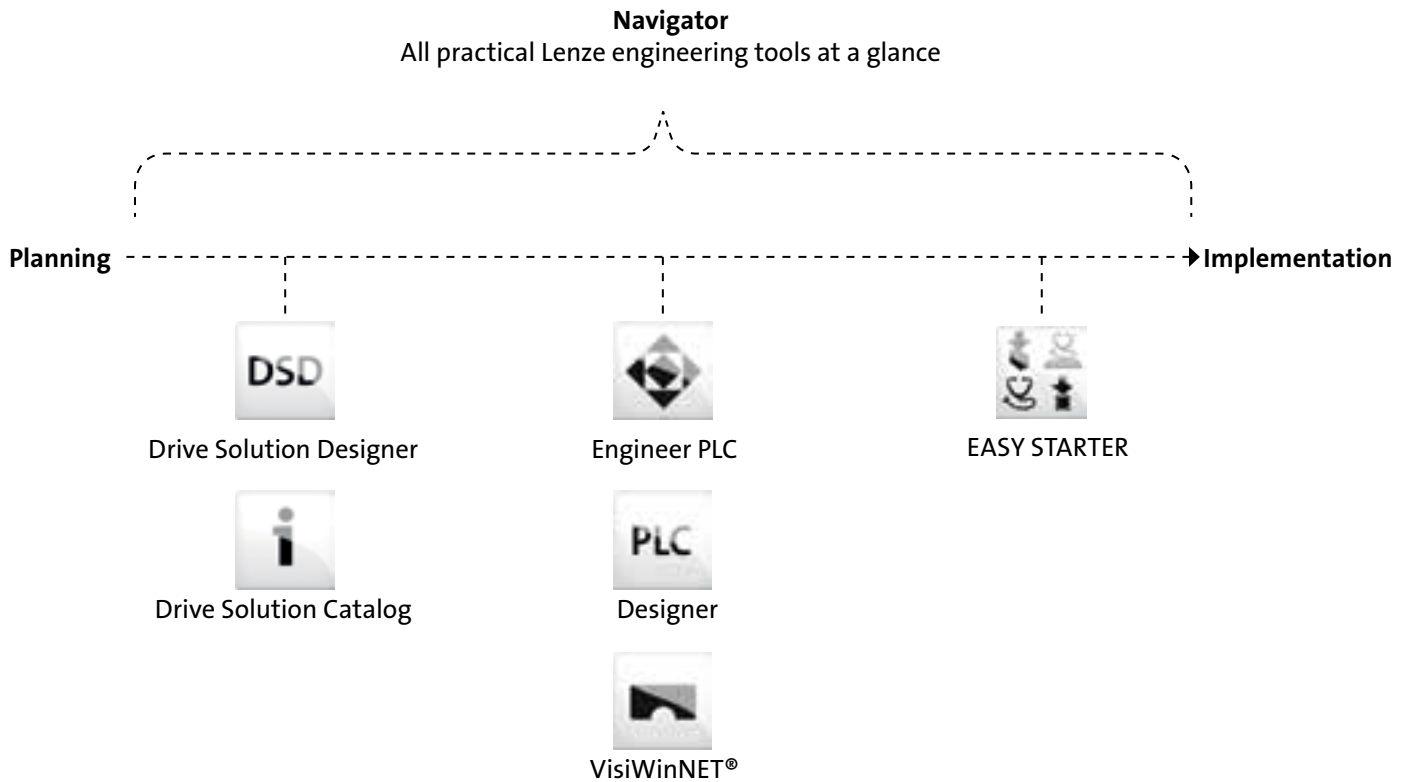 Navigator
All practical Lenze engineering tools at a glance
Planning
Implementation
DSD
Drive Solution Designer
Engineer PLC
EASY STARTER
i
Drive Solution Catalog
PLC
Designer
VisiWinNET®